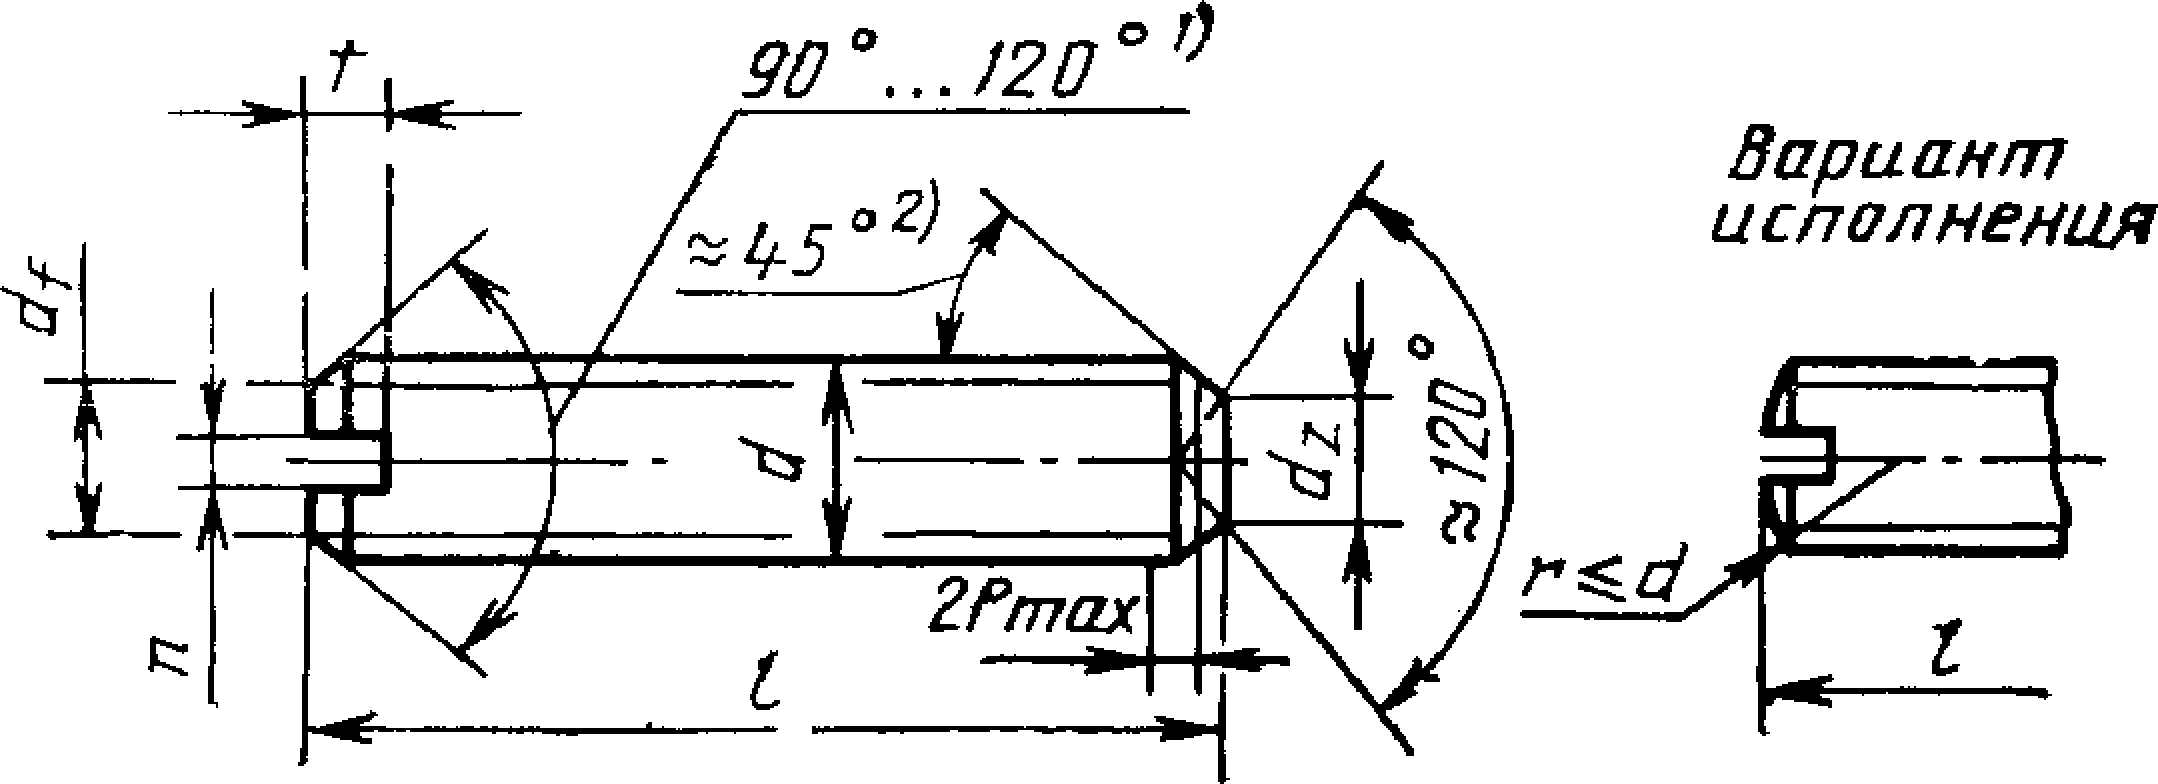 t
90°...120° 1)
≈45° 2)
df
n
d
dz
≈120°
2Pmax
l
Вариант
исполнения
r≤d
l